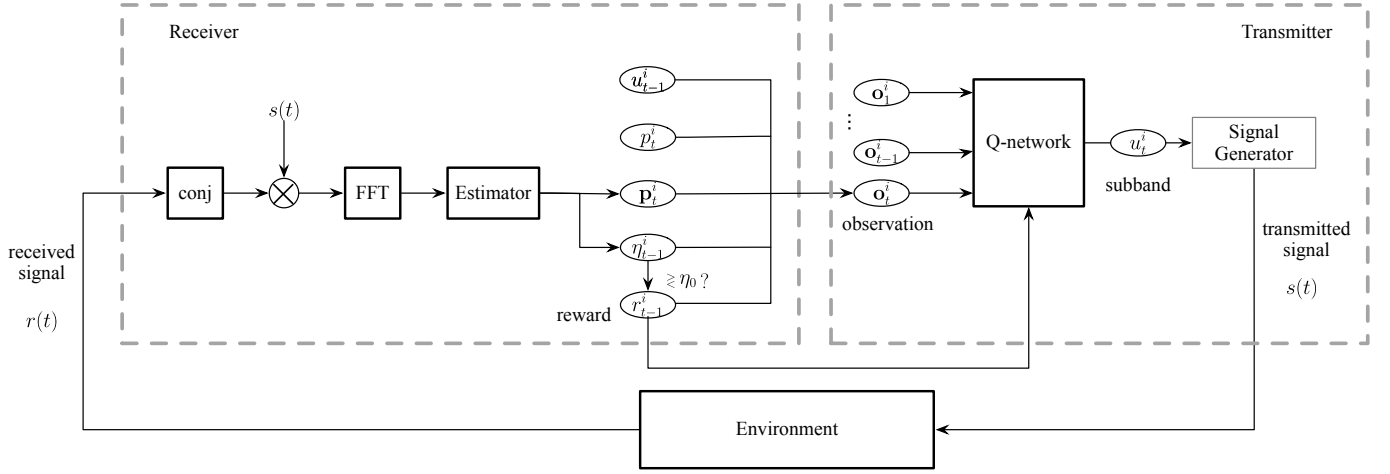 Receiver
Transmitter
s(t)
conj
FFT
Estimator
u^i_{t-1}
p^i_t
𝐩^i_t
η^i_{t-1}
≷ η_0 ?
reward
r^i_{t-1}
𝐨^i_1
⋮
𝐨^i_{t-1}
𝐨^i_t
observation
Q-network
u^i_t
subband
Signal
Generator
transmitted
signal
s(t)
received
signal
r(t)
Environment